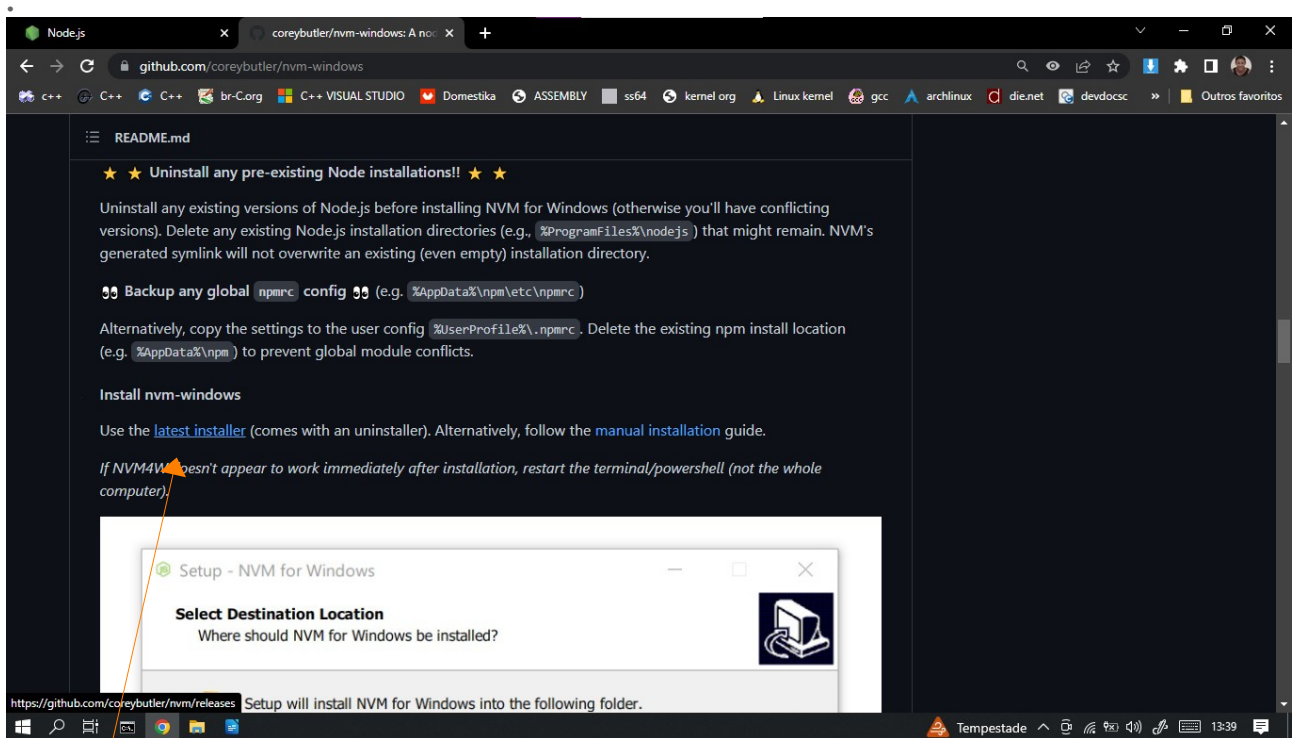 Node.js
coreybutler/nvm-windows: A noc
github.com/coreybutler/nvm-windows
c++ C++ C++ br-C.org C++ VISUAL STUDIO Domestika ASSEMBLY ss64 kernel org Linux kernel gcc archlinux die.net devdocsc » Outros favoritos
README.md
Uninstall any pre-existing Node installations!!
Uninstall any existing versions of Node.js before installing NVM for Windows (otherwise you'll have conflicting
versions). Delete any existing Node.js installation directories (e.g., %ProgramFiles%\nodejs) that might remain. NVM's
generated symlink will not overwrite an existing (even empty) installation directory.
Backup any global npmrc config (e.g. %AppData%\npm\etc\npmrc)
Alternatively, copy the settings to the user config %UserProfile%\.npmrc. Delete the existing npm install location
(e.g. %AppData%\npm) to prevent global module conflicts.
Install nvm-windows
Use the latest installer (comes with an uninstaller). Alternatively, follow the manual installation guide.
If NVM4W doesn't appear to work immediately after installation, restart the terminal/powershell (not the whole
computer).
Setup - NVM for Windows
Select Destination Location
Where should NVM for Windows be installed?
Setup will install NVM for Windows into the following folder.
https://github.com/coreybutler/nvm/releases
Tempestade 13:39